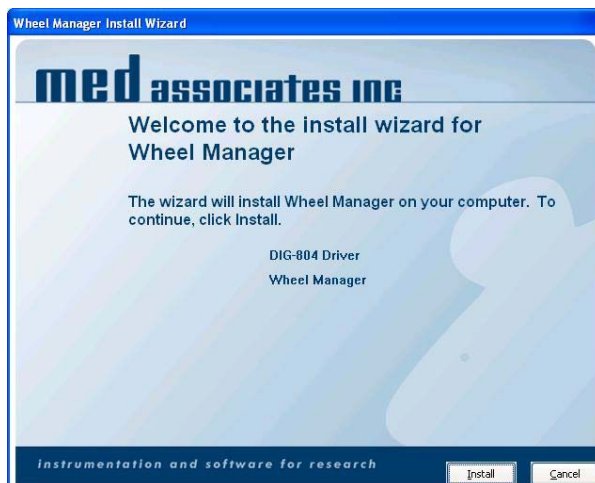 Wheel Manager Install Wizard
med associates inc
Welcome to the install wizard for
Wheel Manager
The wizard will install Wheel Manager on your computer. To
continue, click Install.
DIG-804 Driver
Wheel Manager
instrumentation and software for research
Install
Cancel